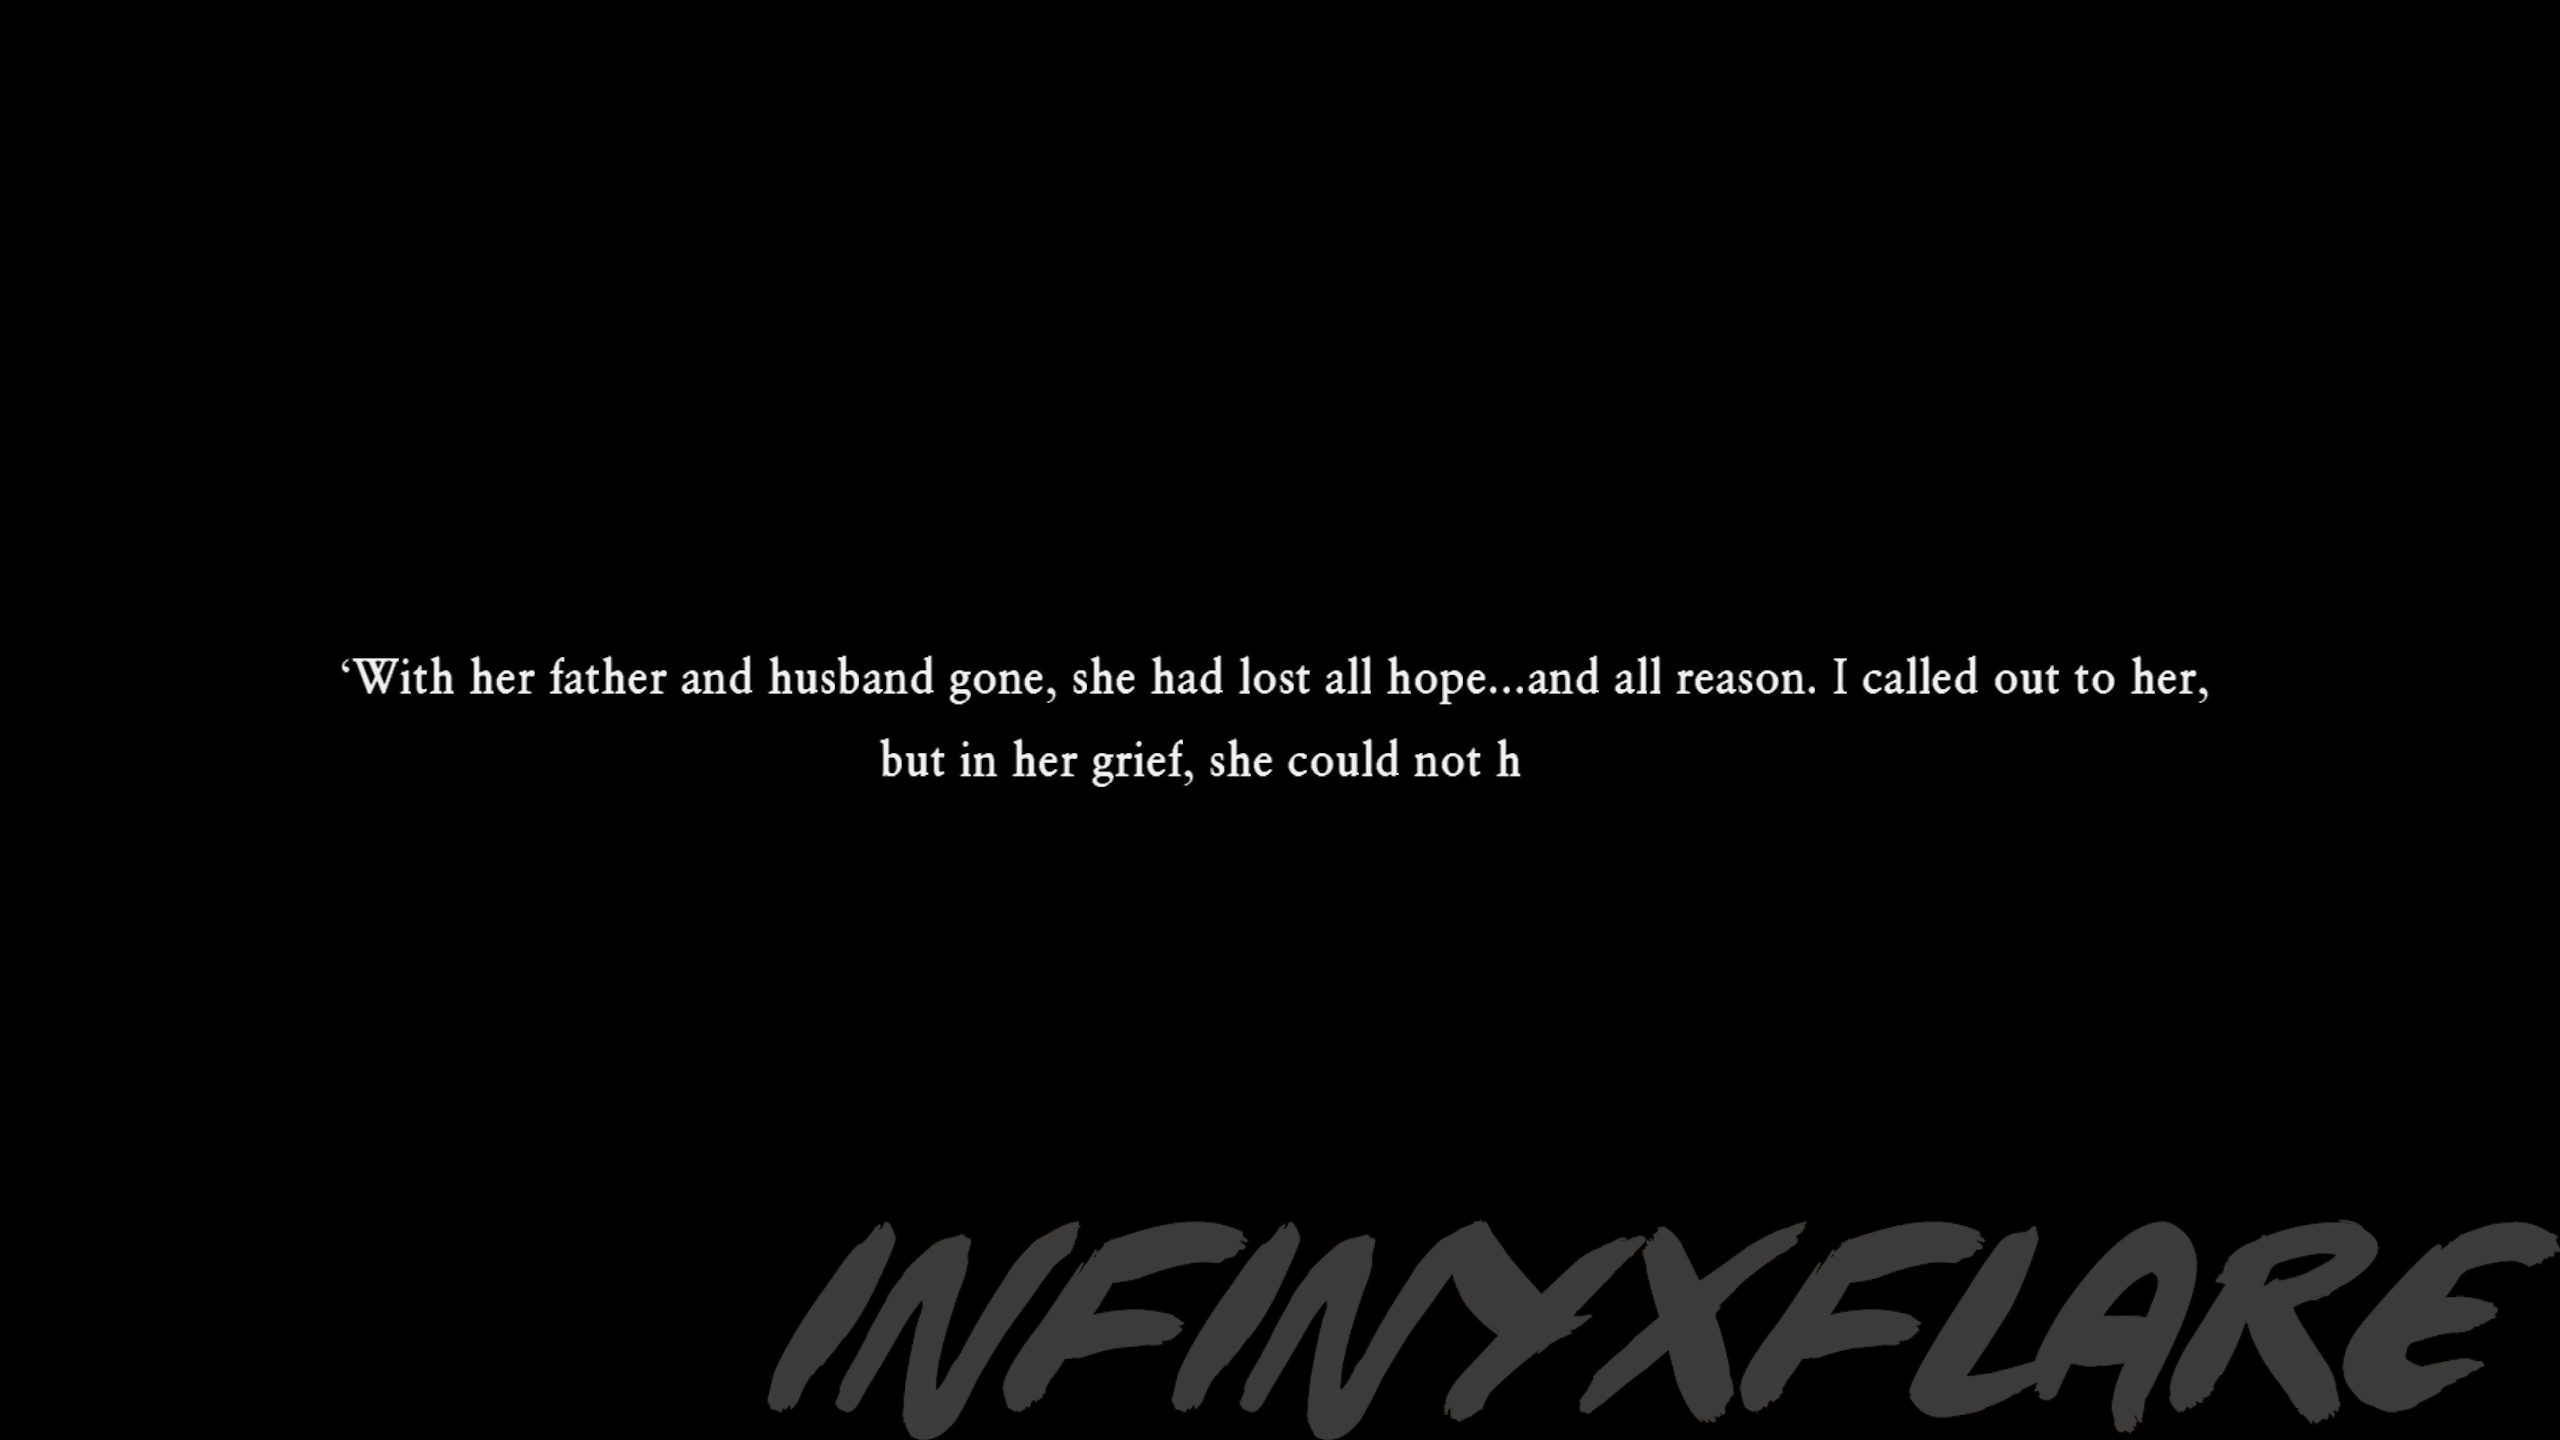 ‘With her father and husband gone, she had lost all hope...and all reason. I called out to her,
but in her grief, she could not h
INFINYXFLARE